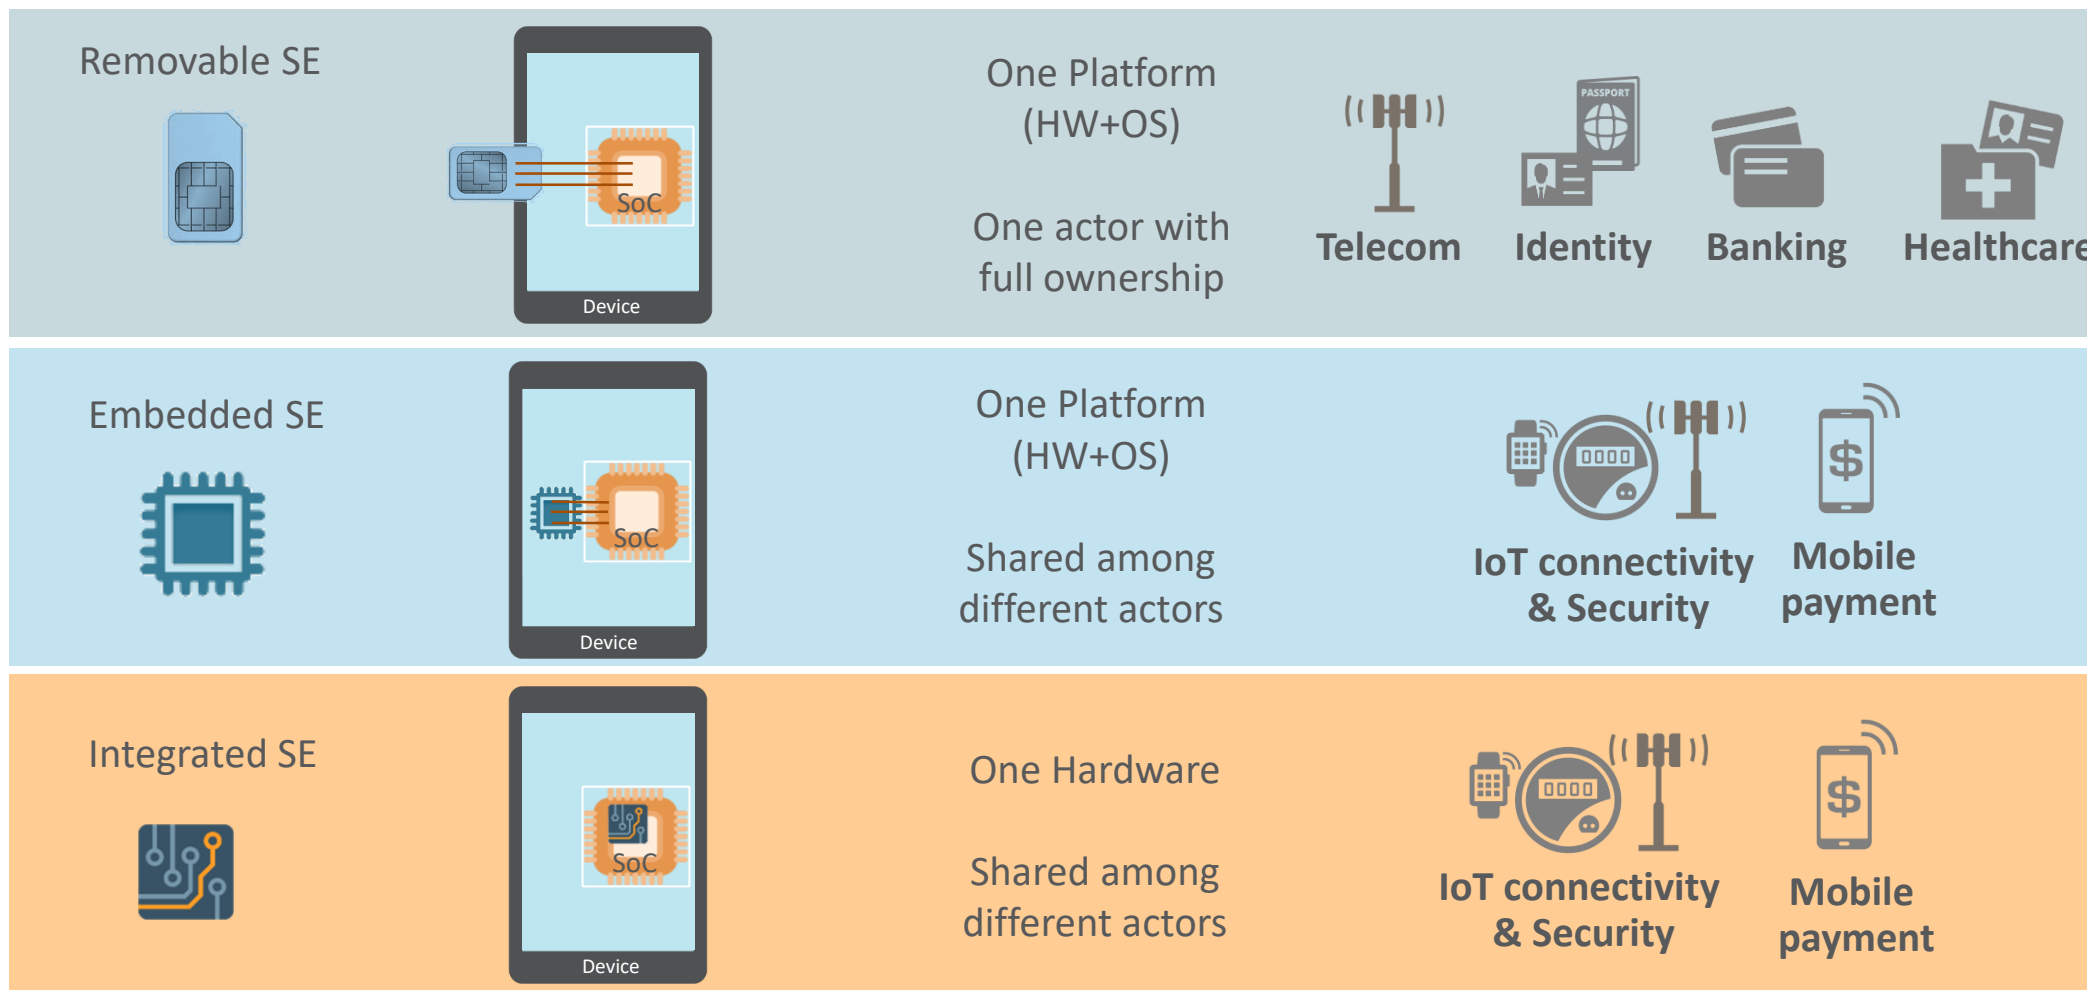 Removable SE
SoC
Device
One Platform
(HW+OS)
One actor with
full ownership
PASSPORT
Telecom
Identity
Banking
Healthcare
Embedded SE
SoC
Device
One Platform
(HW+OS)
Shared among
different actors
0000
$
IoT connectivity
& Security
Mobile
payment
Integrated SE
SoC
Device
One Hardware
Shared among
different actors
0000
$
IoT connectivity
& Security
Mobile
payment